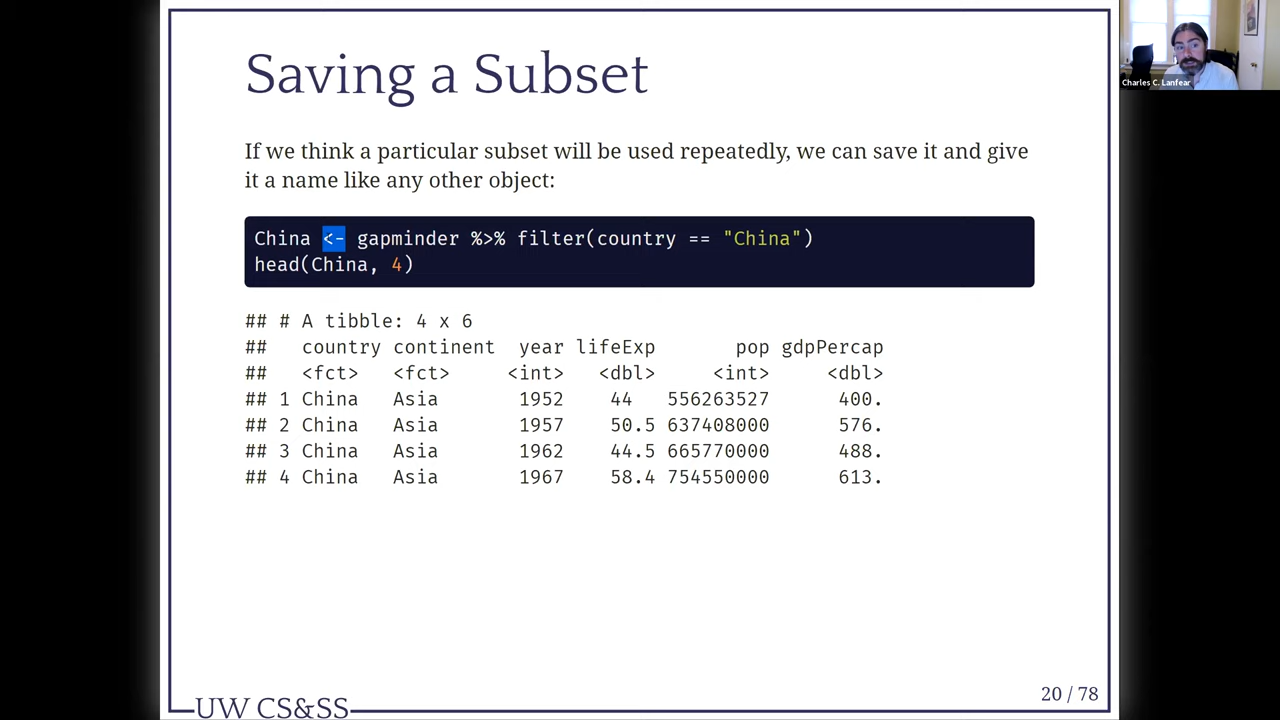 Saving a Subset
Charles C. Lanfear
If we think a particular subset will be used repeatedly, we can save it and give
it a name like any other object:
China <- gapminder %>% filter(country == "China")
head(China, 4)
## # A tibble: 4 x 6
##   country continent  year lifeExp       pop gdpPercap
##   <fct>   <fct>     <int>   <dbl>     <int>     <dbl>
## 1 China   Asia       1952    44   556263527      400.
## 2 China   Asia       1957    50.5 637408000      576.
## 3 China   Asia       1962    44.5 665770000      488.
## 4 China   Asia       1967    58.4 754550000      613.
UW CS&SS
20 / 78